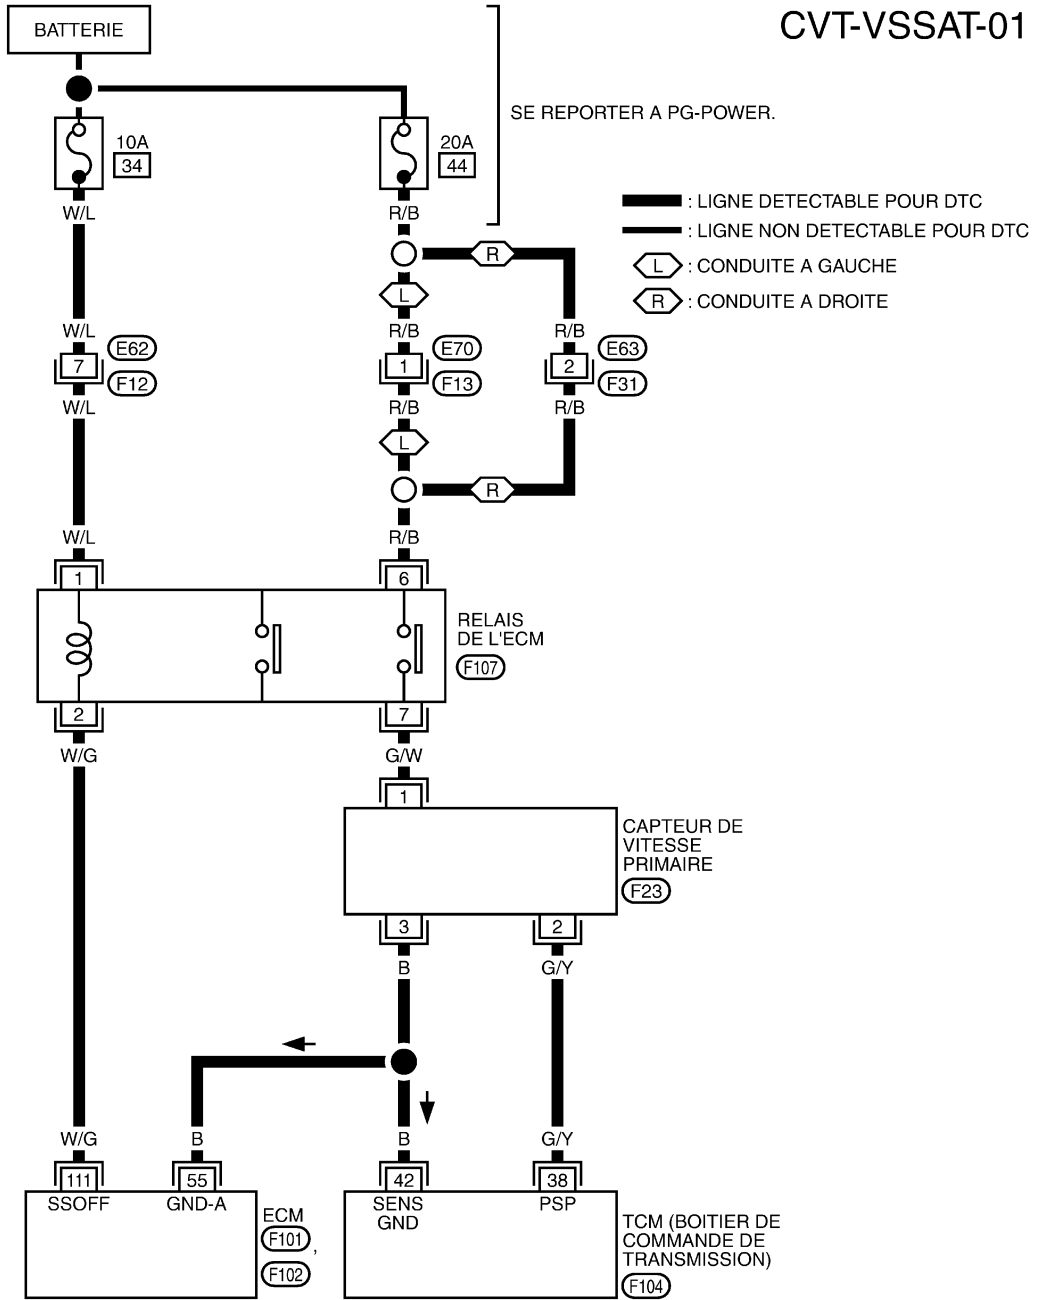 CVT-VSSAT-01
BATTERIE
SE REPORTER A PG-POWER.
10A
34
20A
44
: LIGNE DETECTABLE POUR DTC
: LIGNE NON DETECTABLE POUR DTC
L : CONDUITE A GAUCHE
R : CONDUITE A DROITE
W/L
R/B
R
L
W/L
R/B
R/B
7
E62
F12
1
E70
F13
2
E63
F31
W/L
R/B
R/B
L
R
W/L
R/B
1
6
RELAIS
DE L'ECM
F107
2
7
W/G
G/W
1
CAPTEUR DE
VITESSE
PRIMAIRE
F23
3
2
B
G/Y
W/G
B
B
G/Y
111
55
42
38
SSOFF
GND-A
SENS
GND
PSP
ECM
F101 ,
F102
TCM (BOITIER DE
COMMANDE DE
TRANSMISSION)
F104